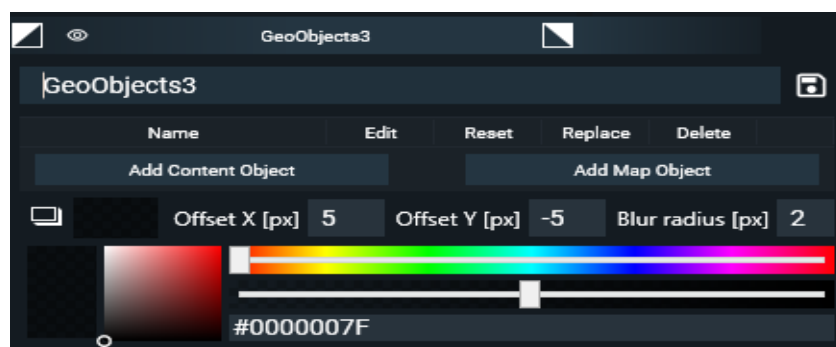 GeoObjects3
GeoObjects3
Name Edit Reset Replace Delete
Add Content Object Add Map Object
Offset X [px] 5 Offset Y [px] -5 Blur radius [px] 2
#0000007F